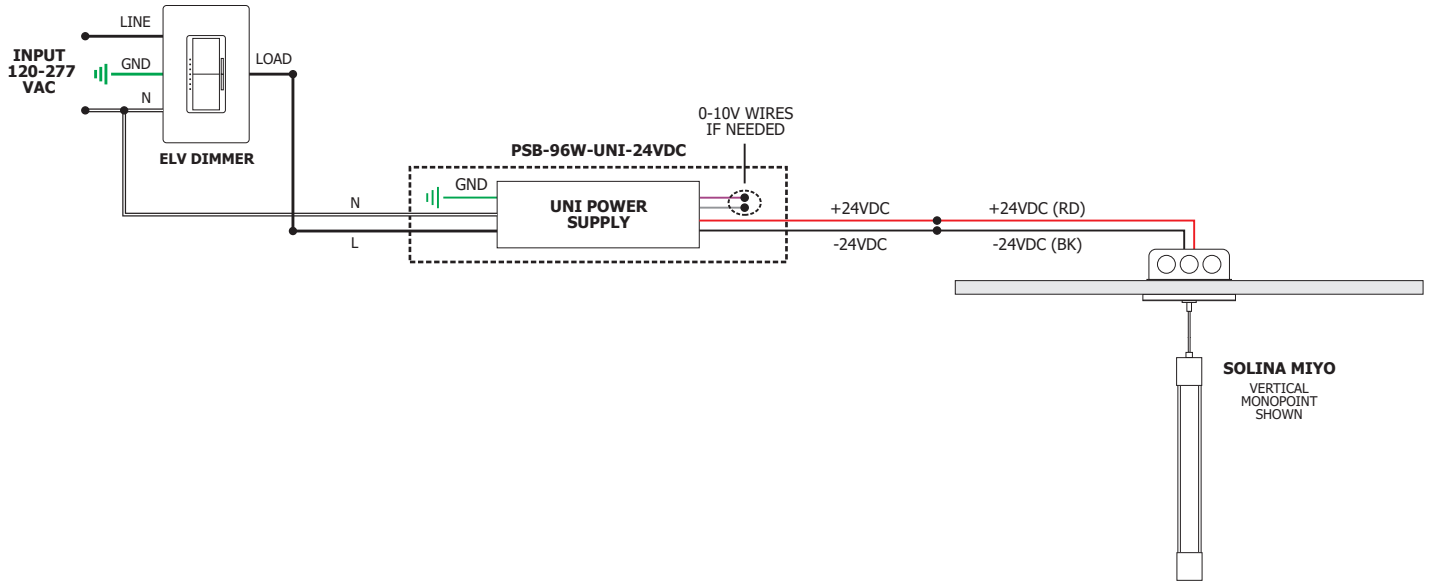 LINE
INPUT
120-277
VAC
GND
N
LOAD
ELV DIMMER
0-10V WIRES
IF NEEDED
PSB-96W-UNI-24VDC
GND
N
L
UNI POWER
SUPPLY
+24VDC
+24VDC (RD)
-24VDC
-24VDC (BK)
SOLINA MIYO
VERTICAL
MONOPOINT
SHOWN